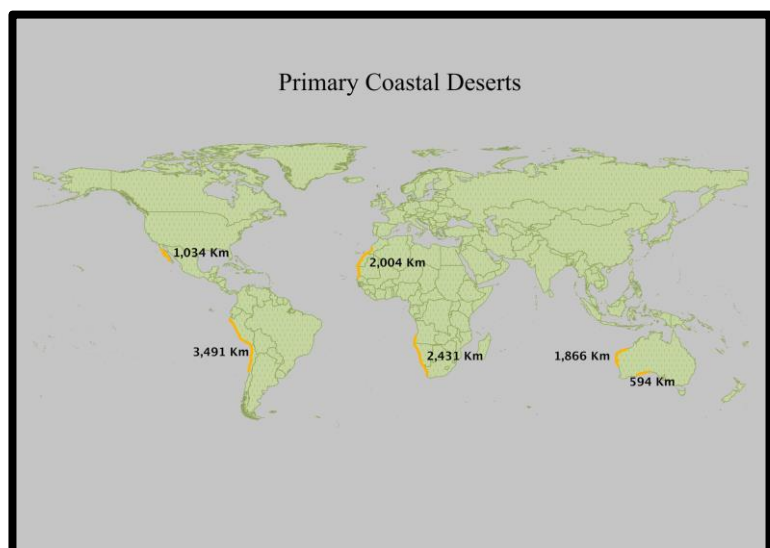 Primary Coastal Deserts
1,034 Km
2,004 Km
3,491 Km
2,431 Km
1,866 Km
594 Km